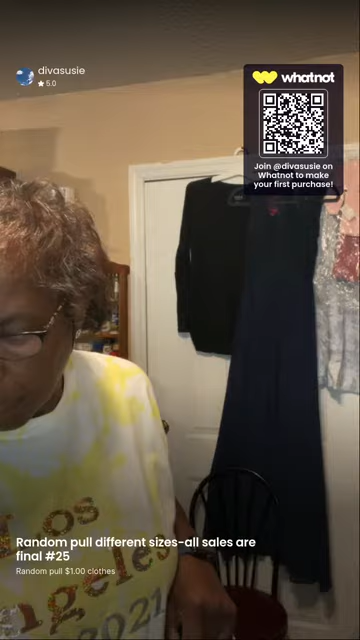 divasusie
5.0
whatnot
Join @divasusie on
Whatnot to make
your first purchase!
Random pull different sizes-all sales are
final #25
Random pull $1.00 clothes
Los
Angeles
2021